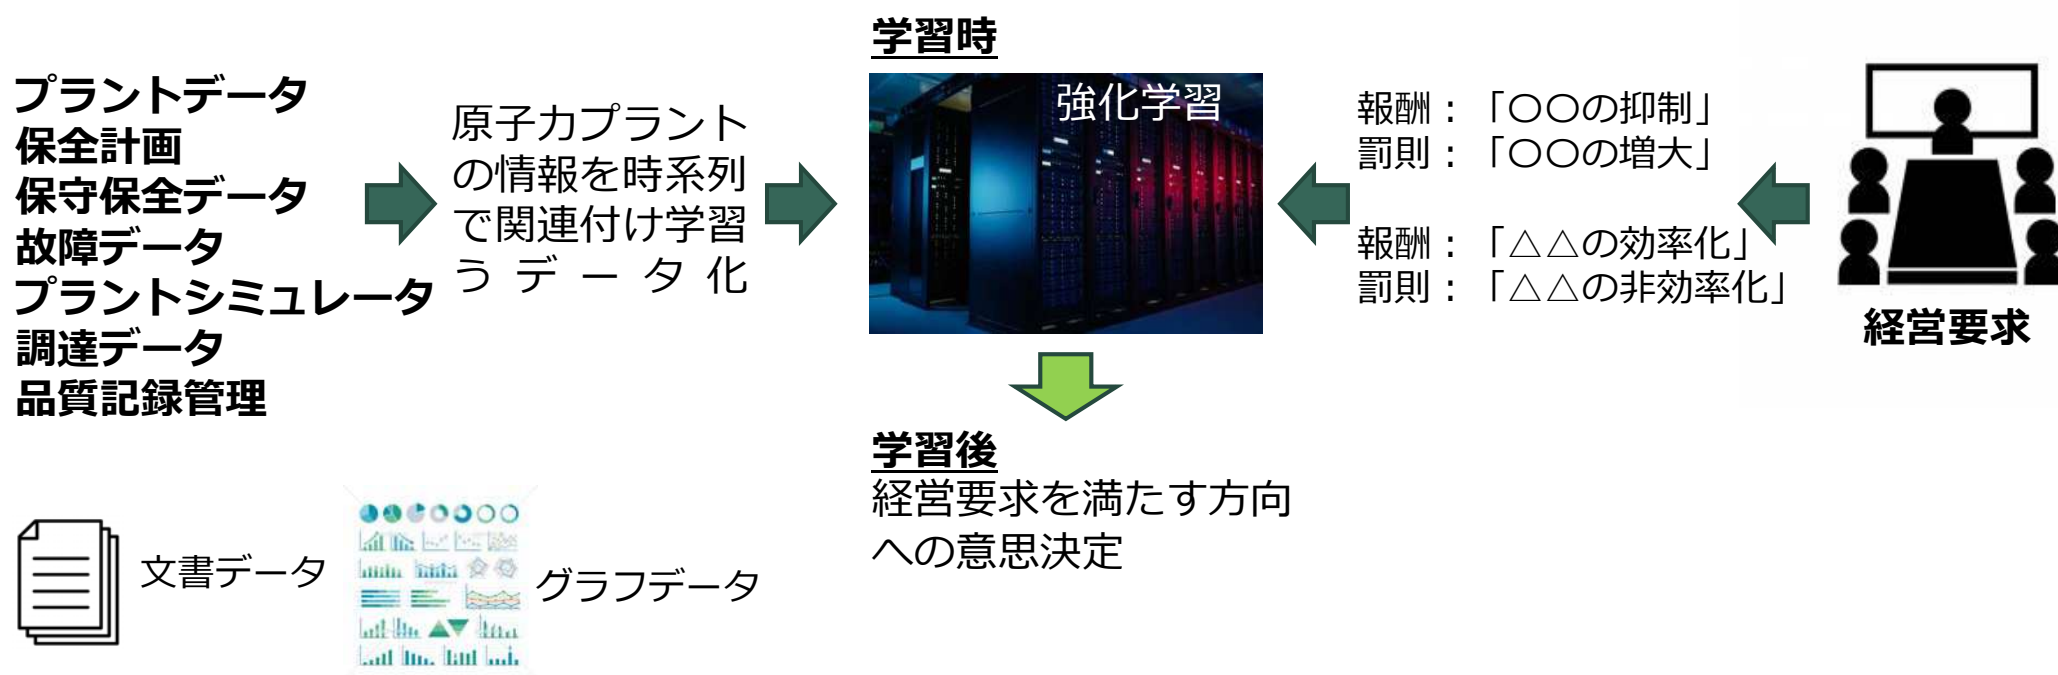 学習時
プラントデータ
保全計画
保守保全データ
故障データ
プラントシミュレータ
調達データ
品質記録管理
原子力プラント
の情報を時系列
で関連付け学習
うデータ化
強化学習
報酬：「〇〇の抑制」
罰則：「〇〇の増大」
報酬：「△△の効率化」
罰則：「△△の非効率化」
経営要求
学習後
経営要求を満たす方向
への意思決定
文書データ
グラフデータ